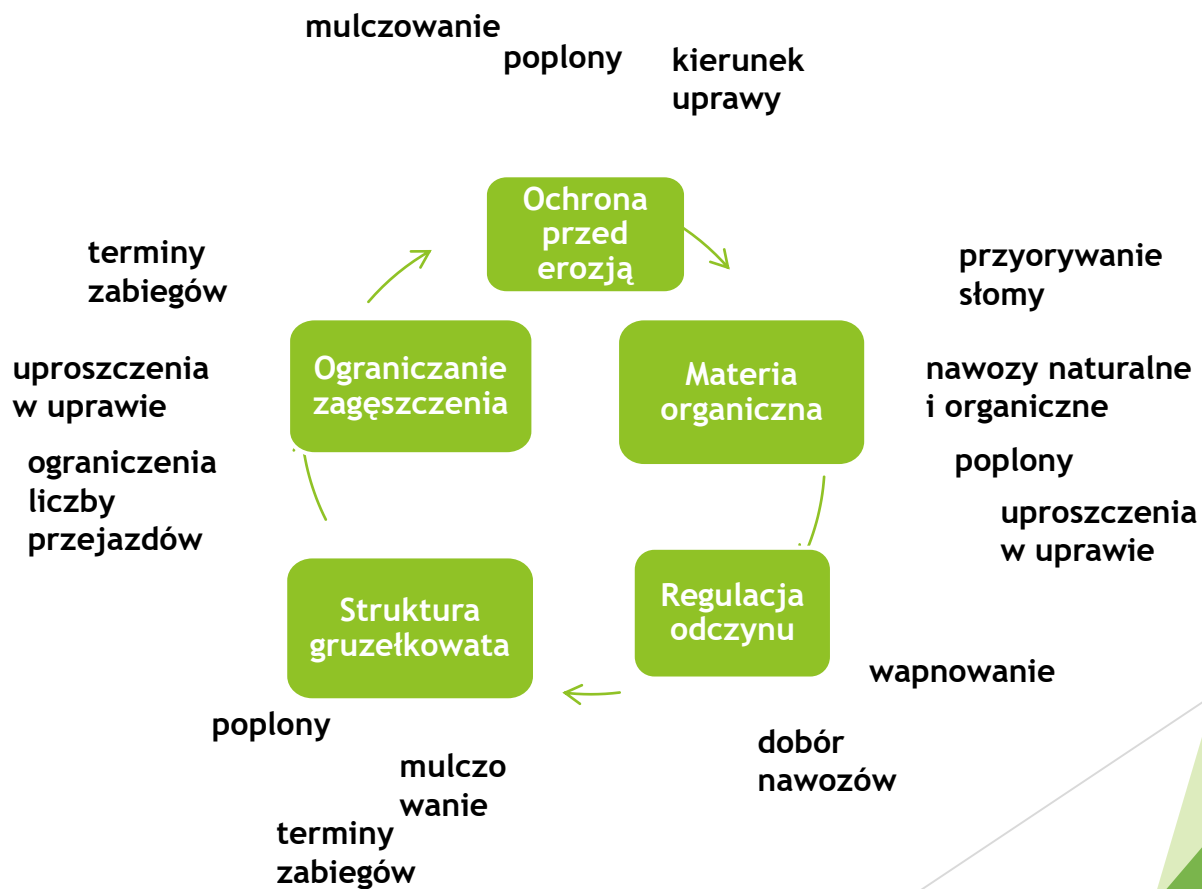 mulczowanie
poplony
kierunek
uprawy
Ochrona
przed
erozją
terminy
zabiegów
przyorywanie
słomy
uproszczenia
w uprawie
Ograniczanie
zagęszczenia
Materia
organiczna
nawozy naturalne
i organiczne
ograniczenia
liczby
przejazdów
poplony
uproszczenia
w uprawie
Struktura
gruzełkowata
Regulacja
odczynu
wapnowanie
poplony
mulczo
wanie
dobór
nawozów
terminy
zabiegów